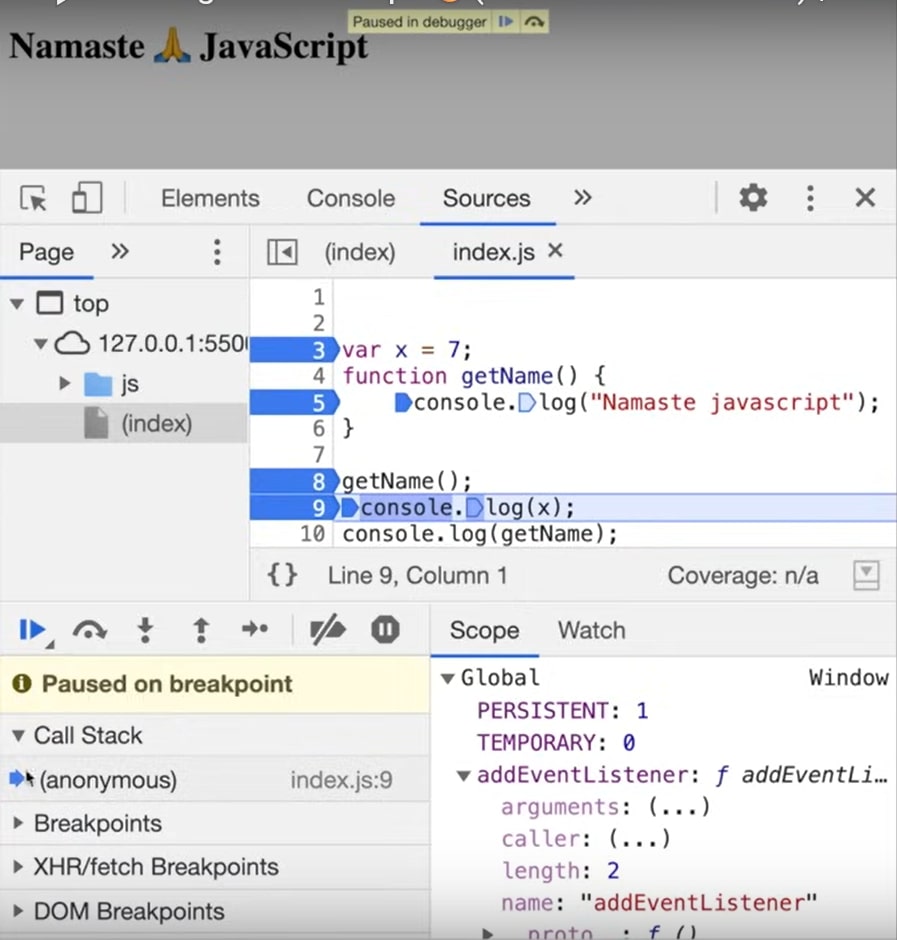 Paused in debugger
Namaste 🙏 JavaScript
Elements Console Sources »
Page » (index) index.js ×
top
127.0.0.1:550
js
(index)
1
2
3 var x = 7;
4 function getName() {
5 console.log("Namaste javascript");
6 }
7
8 getName();
9 console.log(x);
10 console.log(getName);
{} Line 9, Column 1 Coverage: n/a
Scope Watch
Paused on breakpoint
Call Stack
(anonymous) index.js:9
Breakpoints
XHR/fetch Breakpoints
DOM Breakpoints
Global Window
PERSISTENT: 1
TEMPORARY: 0
addEventListener: ƒ addEventLi…
arguments: (...)
caller: (...)
length: 2
name: "addEventListener"
proto : ƒ ()